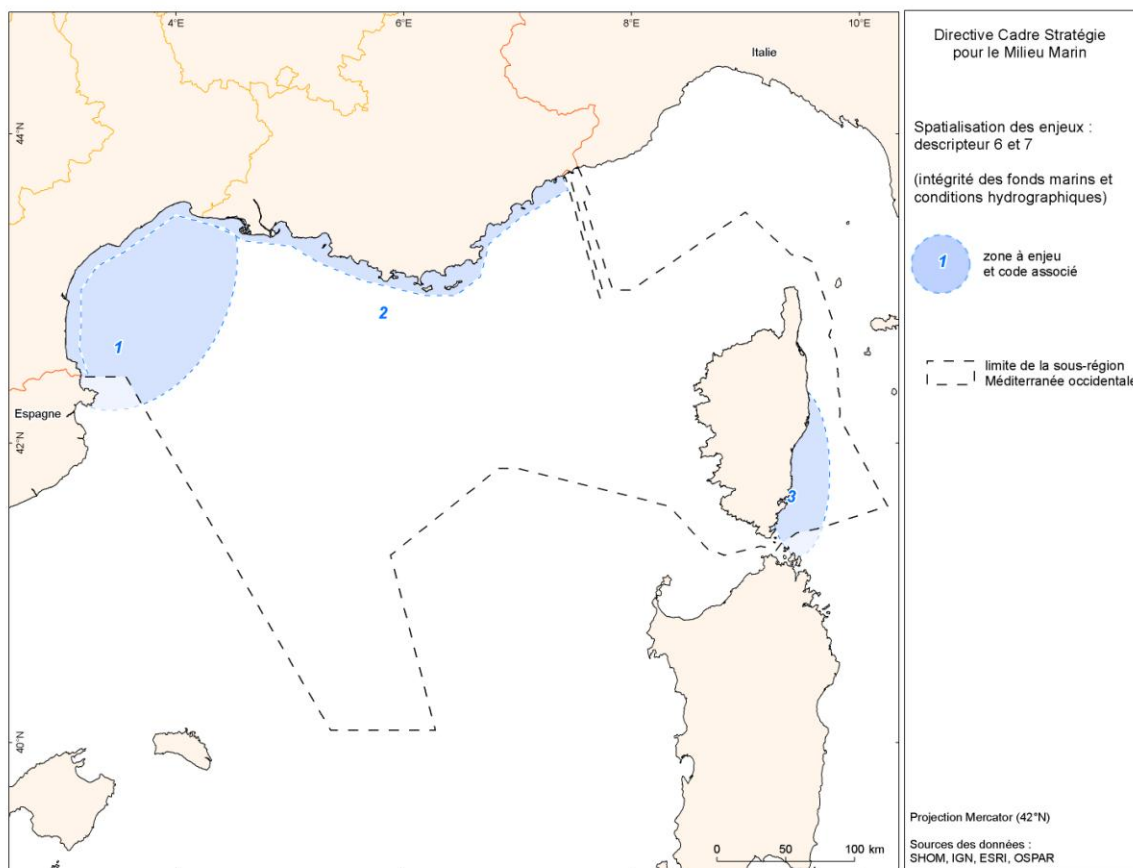 4°E
6°E
8°E
10°E
44°N
42°N
40°N
Italie
Espagne
1
2
3
0
50
100 km
Directive Cadre Stratégie
pour le Milieu Marin
Spatialisation des enjeux :
descripteur 6 et 7
(intégrité des fonds marins et
conditions hydrographiques)
1
zone à enjeu
et code associé
limite de la sous-région
Méditerranée occidentale
Projection Mercator (42°N)
Sources des données :
SHOM, IGN, ESRI, OSPAR